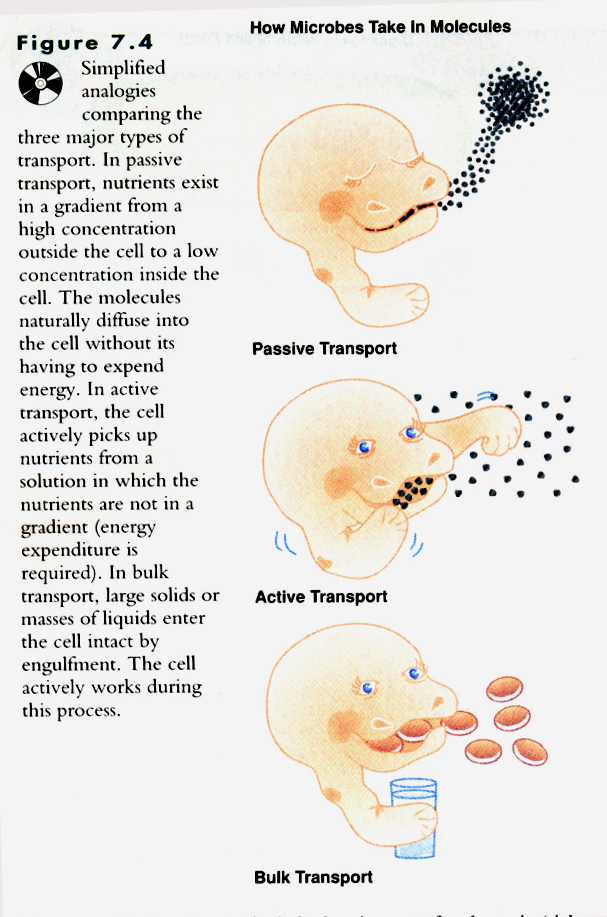 How Microbes Take In Molecules
Figure 7.4
Simplified
analogies
comparing the
three major types of
transport. In passive
transport, nutrients exist
in a gradient from a
high concentration
outside the cell to a low
concentration inside the
cell. The molecules
naturally diffuse into
the cell without its
having to expend
energy. In active
transport, the cell
actively picks up
nutrients from a
solution in which the
nutrients are not in a
gradient (energy
expenditure is
required). In bulk
transport, large solids or
masses of liquids enter
the cell intact by
engulfment. The cell
actively works during
this process.
Passive Transport
Active Transport
Bulk Transport